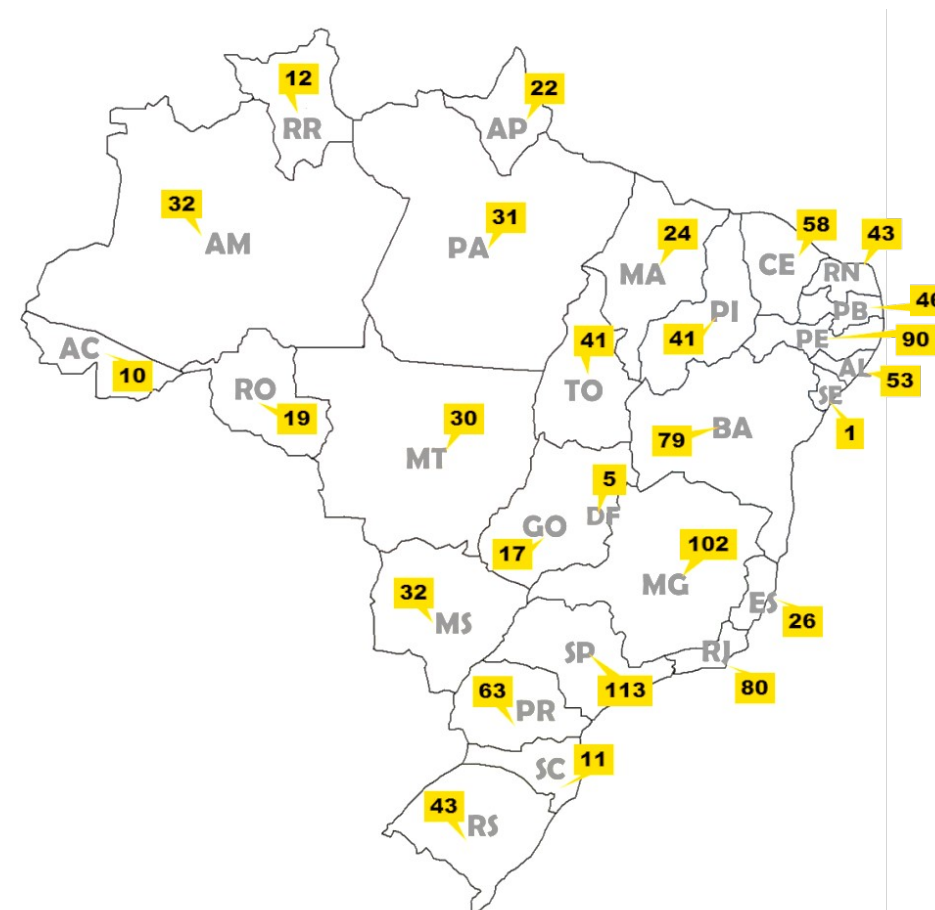 12
RR
22
AP
32
AM
31
PA
24
MA
58
CE
43
RN
PI
41
46
PB
90
PE
AC
10
RO
19
41
TO
AL
53
SE
1
30
MT
79
BA
5
DF
GO
17
102
MG
32
MS
ES
26
SP
113
RJ
80
63
PR
SC
11
43
RS